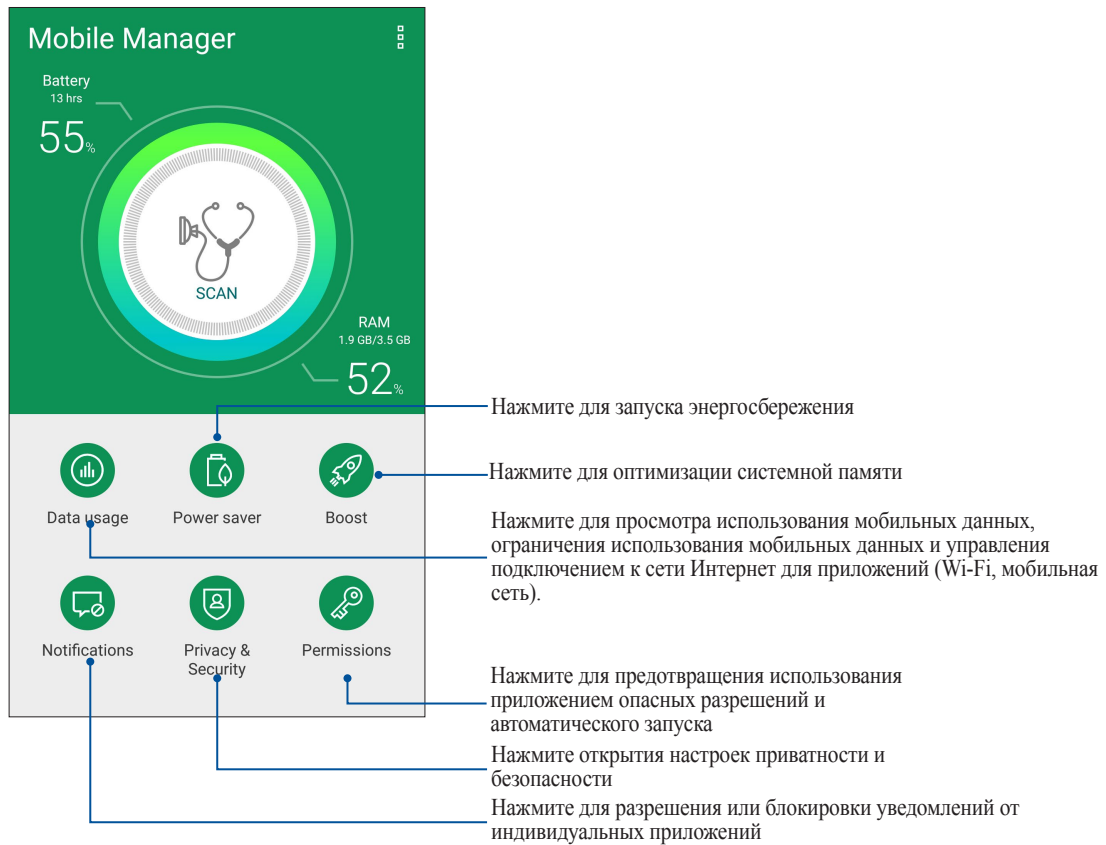 Mobile Manager
Battery
13 hrs
55%
SCAN
RAM
1.9 GB/3.5 GB
52%
Нажмите для запуска энергосбережения
Нажмите для оптимизации системной памяти
Data usage
Power saver
Boost
Нажмите для просмотра использования мобильных данных,
ограничения использования мобильных данных и управления
подключением к сети Интернет для приложений (Wi-Fi, мобильная
сеть).
Notifications
Privacy &
Security
Permissions
Нажмите для предотвращения использования
приложением опасных разрешений и
автоматического запуска
Нажмите открытия настроек приватности и
безопасности
Нажмите для разрешения или блокировки уведомлений от
индивидуальных приложений